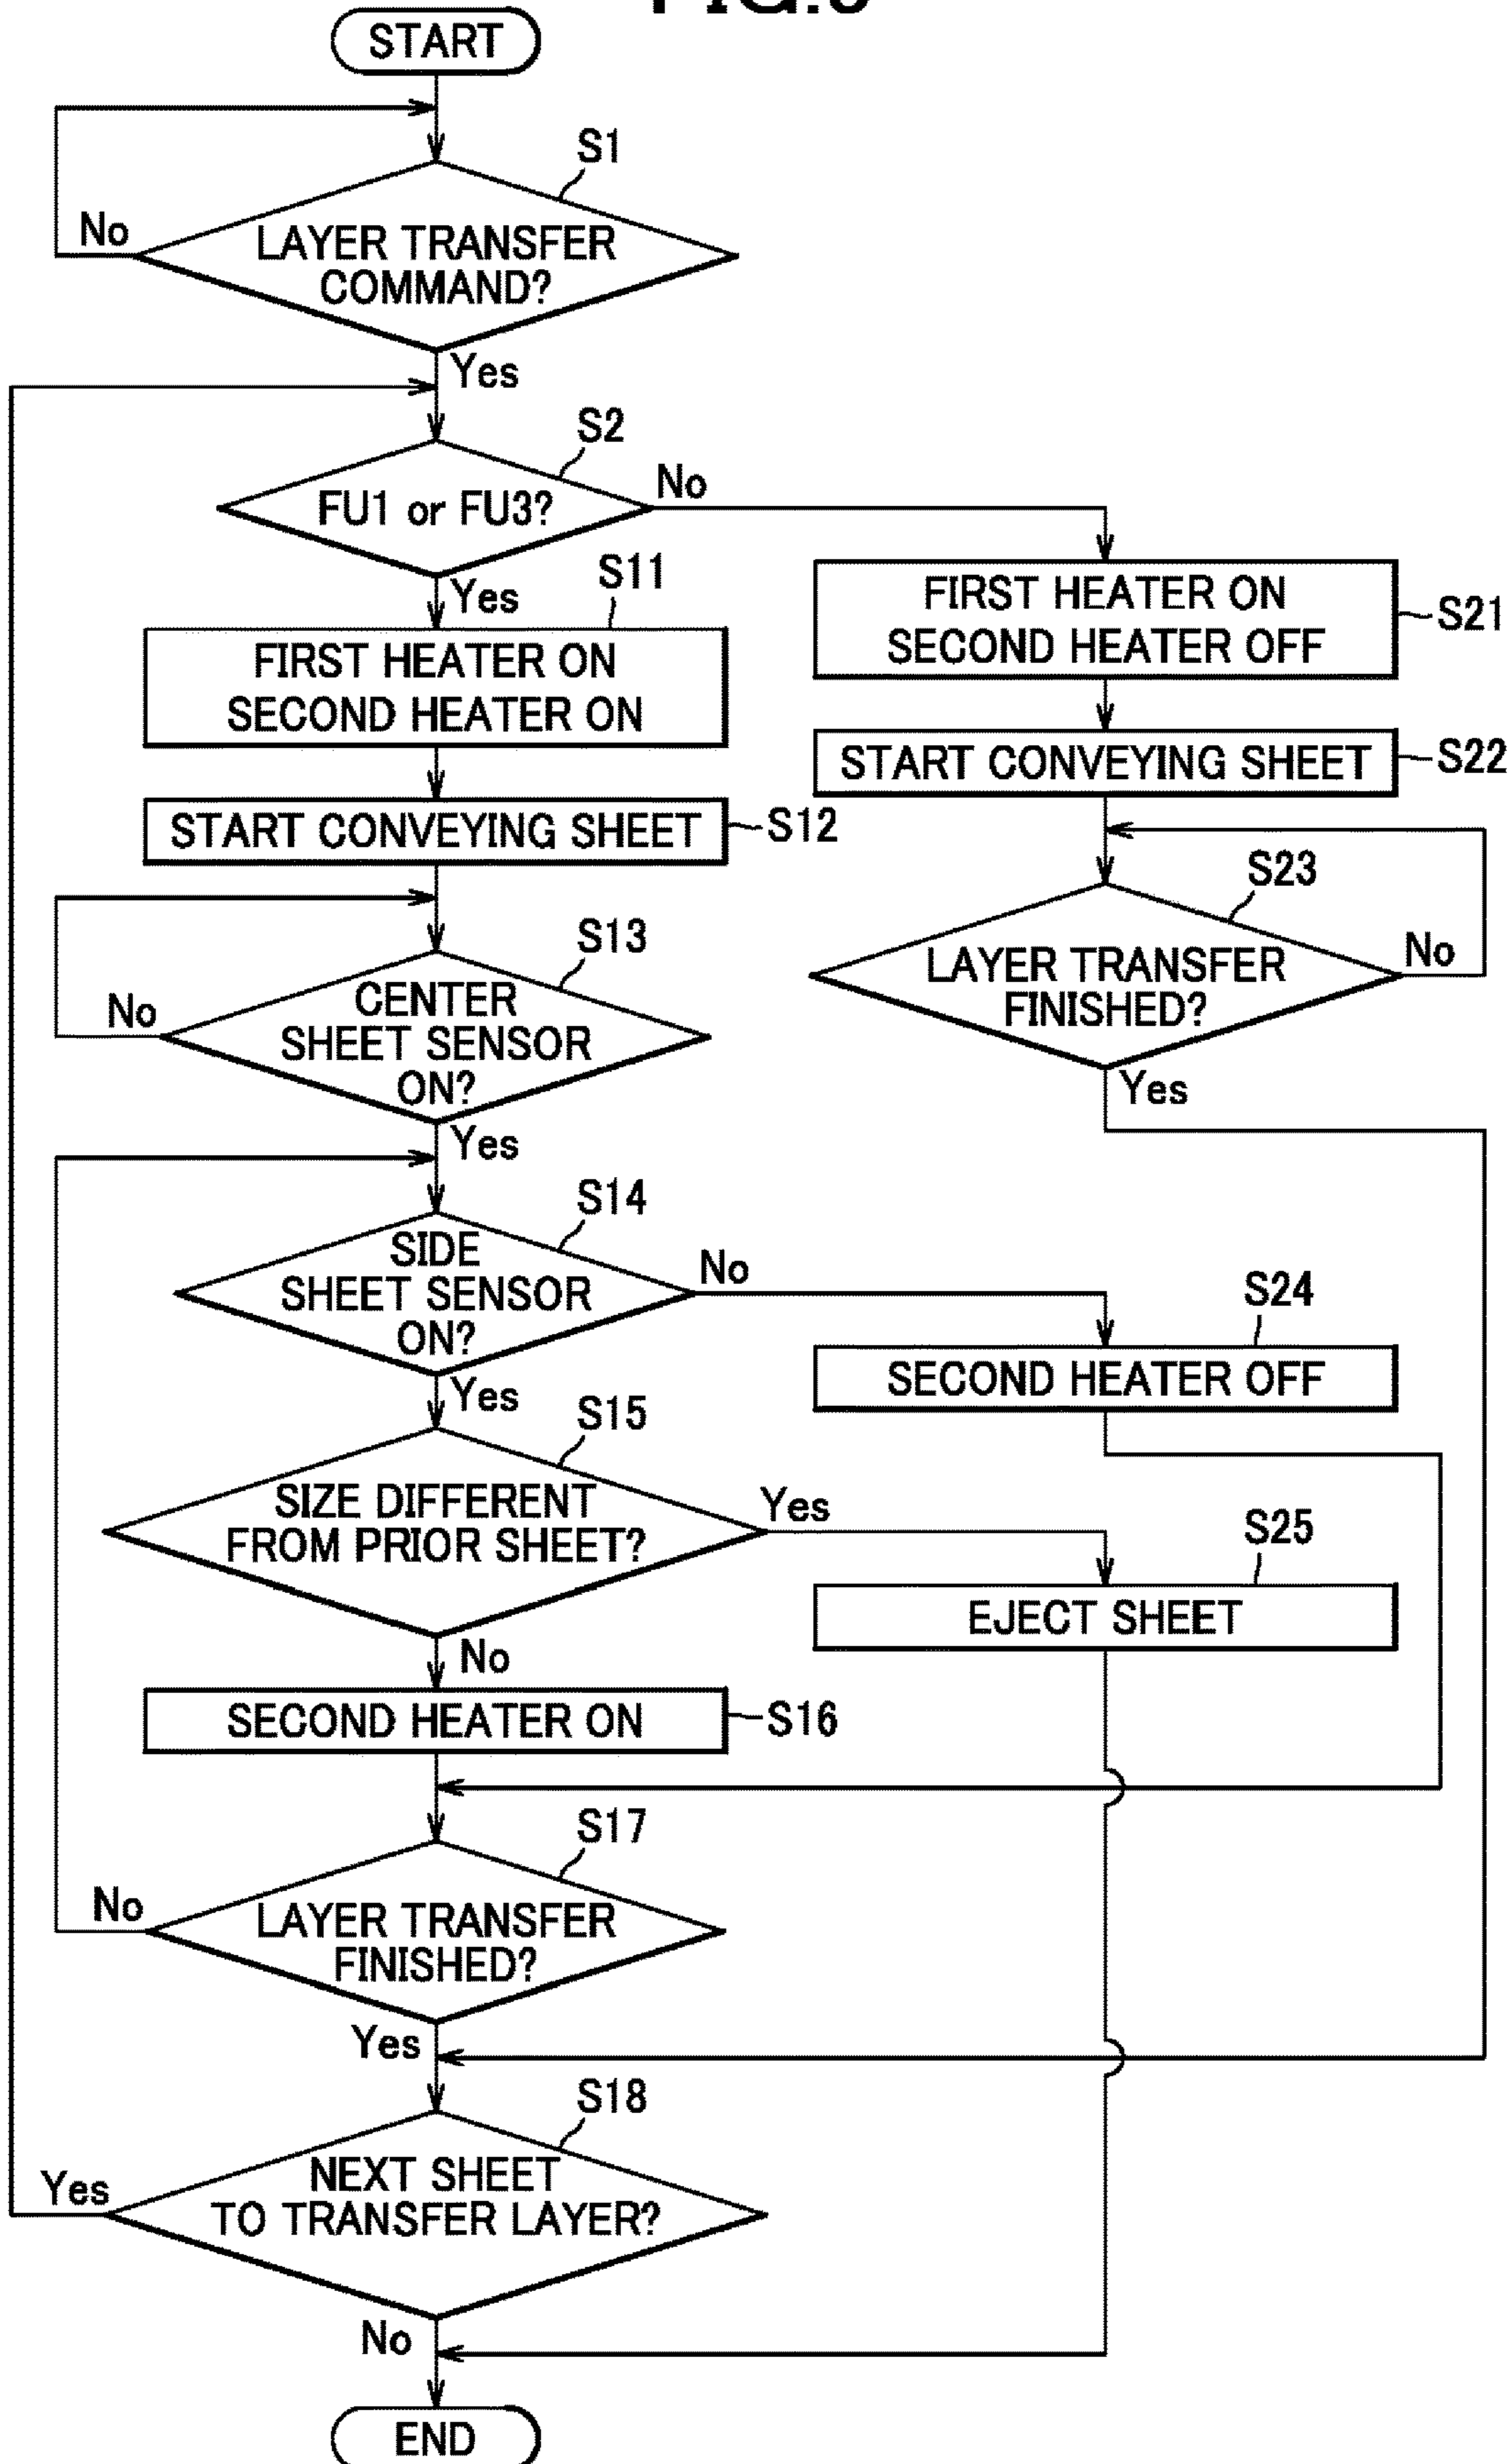 START
S1
No
LAYER TRANSFER
COMMAND?
Yes
S2
FU1 or FU3?
No
Yes
S11
FIRST HEATER ON
SECOND HEATER ON
FIRST HEATER ON
SECOND HEATER OFF
S21
START CONVEYING SHEET
S22
START CONVEYING SHEET
S12
S23
LAYER TRANSFER
FINISHED?
No
Yes
S13
No
CENTER
SHEET SENSOR
ON?
Yes
S14
SIDE
SHEET SENSOR
ON?
No
Yes
S24
SECOND HEATER OFF
S15
SIZE DIFFERENT
FROM PRIOR SHEET?
Yes
S25
EJECT SHEET
No
SECOND HEATER ON
S16
S17
No
LAYER TRANSFER
FINISHED?
Yes
S18
Yes
NEXT SHEET
TO TRANSFER LAYER?
No
END